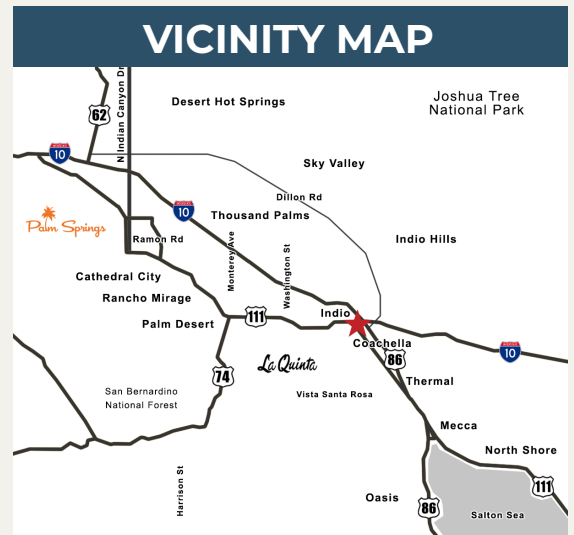 VICINITY MAP
N Indian Canyon Dr
62
Desert Hot Springs
Joshua Tree
National Park
10
Sky Valley
Dillon Rd
10
Thousand Palms
Palm Springs
Ramon Rd
Indio Hills
Monterey Ave
Washington St
Cathedral City
Rancho Mirage
Palm Desert
111
Indio
Coachella
10
86
La Quinta
74
Thermal
San Bernardino
National Forest
Vista Santa Rosa
Mecca
North Shore
Harrison St
Oasis
86
111
Salton Sea